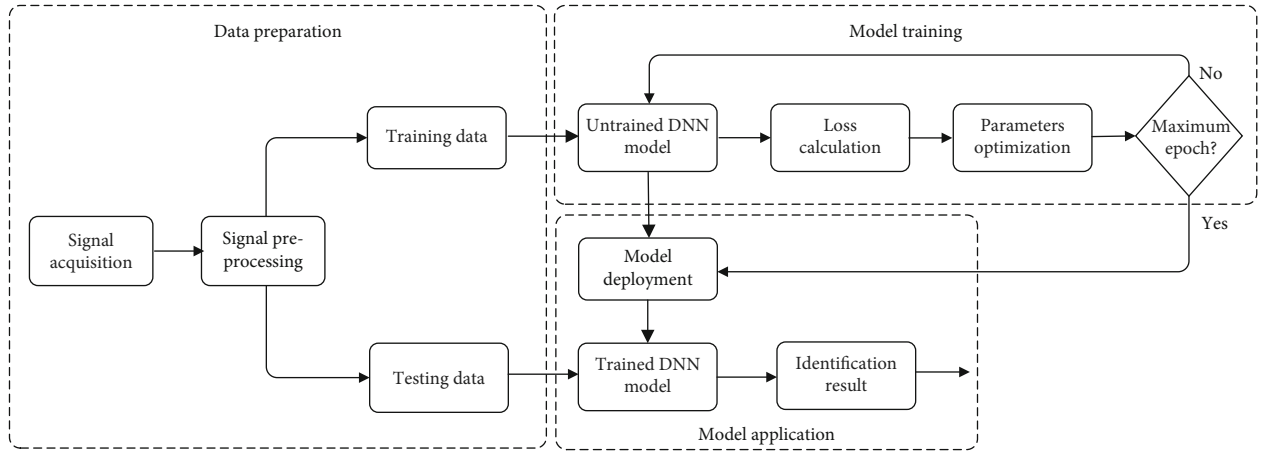 Data preparation
Model training
No
Training data
Untrained DNN
model
Loss
calculation
Parameters
optimization
Maximum
epoch?
Signal
acquisition
Signal pre-
processing
Yes
Model
deployment
Testing data
Trained DNN
model
Identification
result
Model application